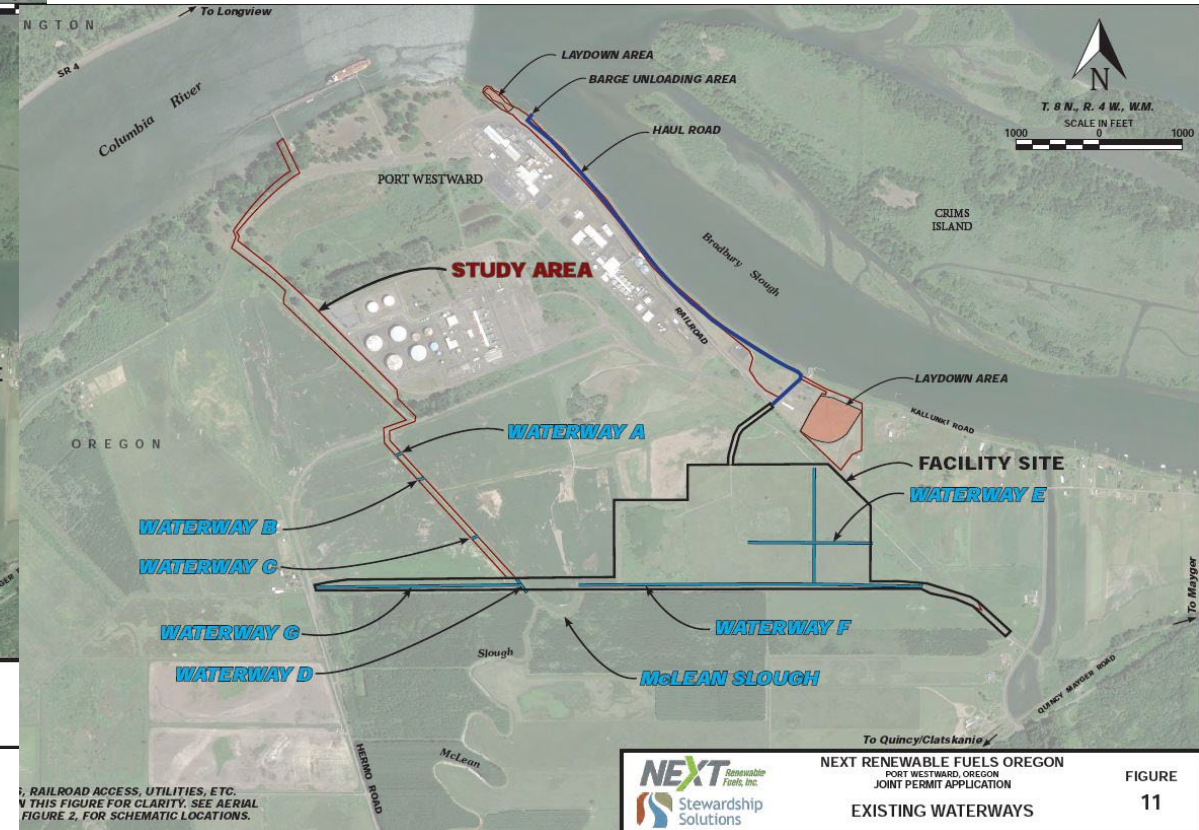 NGTON
To Longview
SR 4
Columbia River
LAYDOWN AREA
BARGE UNLOADING AREA
HAUL ROAD
N
T. 8 N., R. 4 W., W.M.
SCALE IN FEET
1000 0 1000
PORT WESTWARD
CRIMS
ISLAND
Bradbury Slough
STUDY AREA
RAILROAD
LAYDOWN AREA
KALLUNKI ROAD
OREGON
WATERWAY A
FACILITY SITE
WATERWAY E
WATERWAY B
WATERWAY C
To Mayger
WATERWAY G
WATERWAY F
Slough
WATERWAY D
McLEAN SLOUGH
QUINCY MAYGER ROAD
To Quincy/Clatskanie
HERMO ROAD
McLean
S, RAILROAD ACCESS, UTILITIES, ETC.
N THIS FIGURE FOR CLARITY. SEE AERIAL
FIGURE 2, FOR SCHEMATIC LOCATIONS.
NEXT Renewable
Fuels, Inc.
Stewardship
Solutions
NEXT RENEWABLE FUELS OREGON
PORT WESTWARD, OREGON
JOINT PERMIT APPLICATION
EXISTING WATERWAYS
FIGURE
11